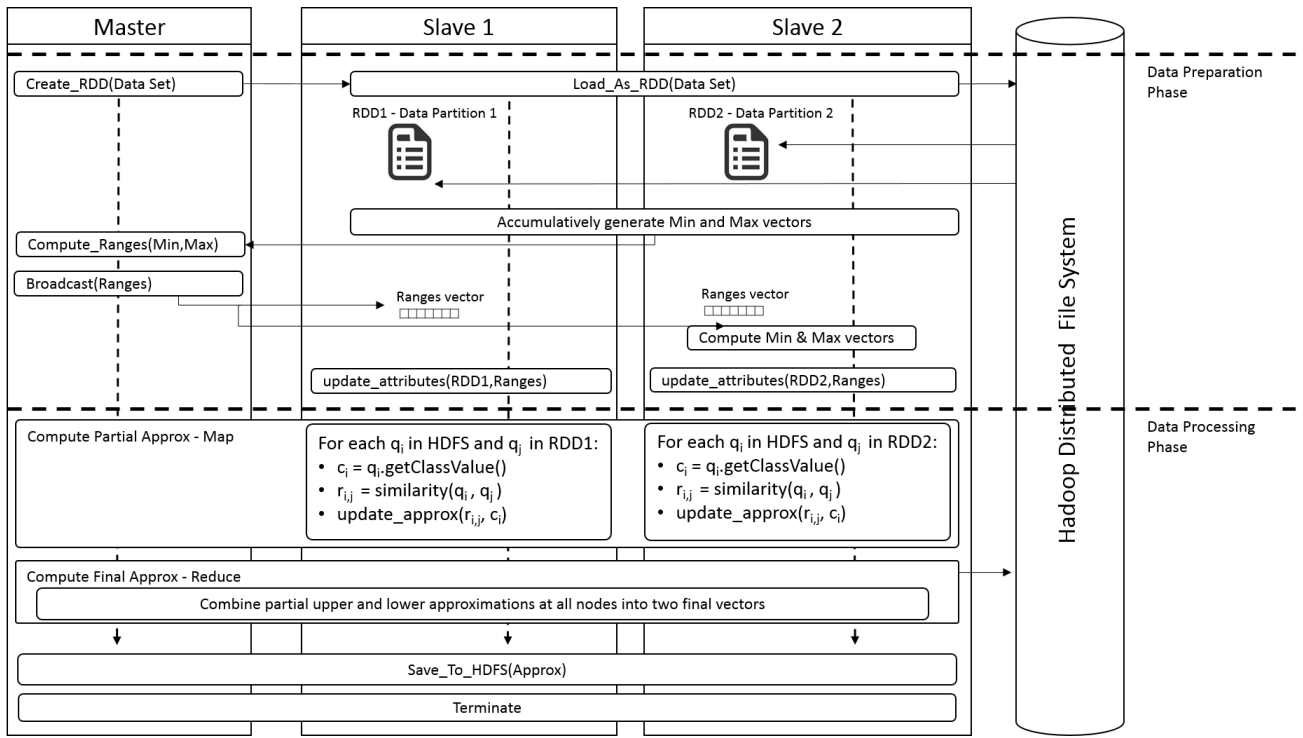 Master
Slave 1
Slave 2
Create_RDD(Data Set)
Load_As_RDD(Data Set)
Data Preparation
Phase
RDD1 - Data Partition 1
RDD2 - Data Partition 2
Accumulatively generate Min and Max vectors
Compute_Ranges(Min,Max)
Broadcast(Ranges)
Ranges vector
Ranges vector
Compute Min & Max vectors
update_attributes(RDD1,Ranges)
update_attributes(RDD2,Ranges)
Hadoop Distributed File System
Data Processing
Phase
Compute Partial Approx - Map
For each qi in HDFS and qj in RDD1:
• ci = qi.getClassValue()
• ri,j = similarity(qi , qj )
• update_approx(ri,j, ci)
For each qi in HDFS and qj in RDD2:
• ci = qi.getClassValue()
• ri,j = similarity(qi , qj )
• update_approx(ri,j, ci)
Compute Final Approx - Reduce
Combine partial upper and lower approximations at all nodes into two final vectors
Save_To_HDFS(Approx)
Terminate